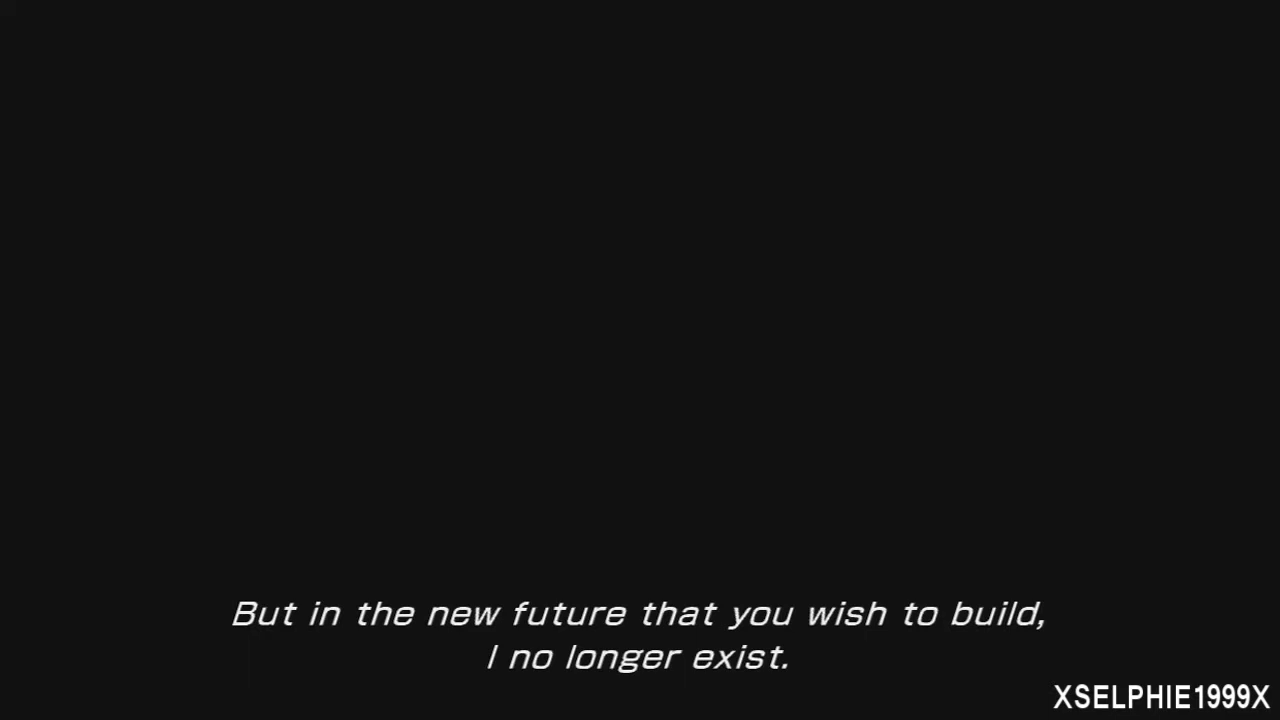 But in the new future that you wish to build,
I no longer exist.
XSELPHIE1999X